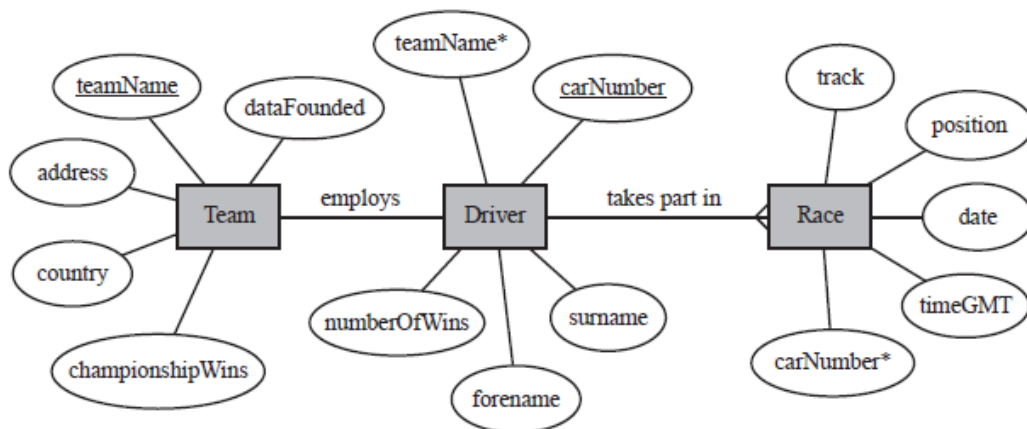 teamName*
track
teamName
carNumber
dataFounded
position
address
Team
employs
Driver
takes part in
Race
date
country
numberOfWins
surname
timeGMT
championshipWins
forename
carNumber*